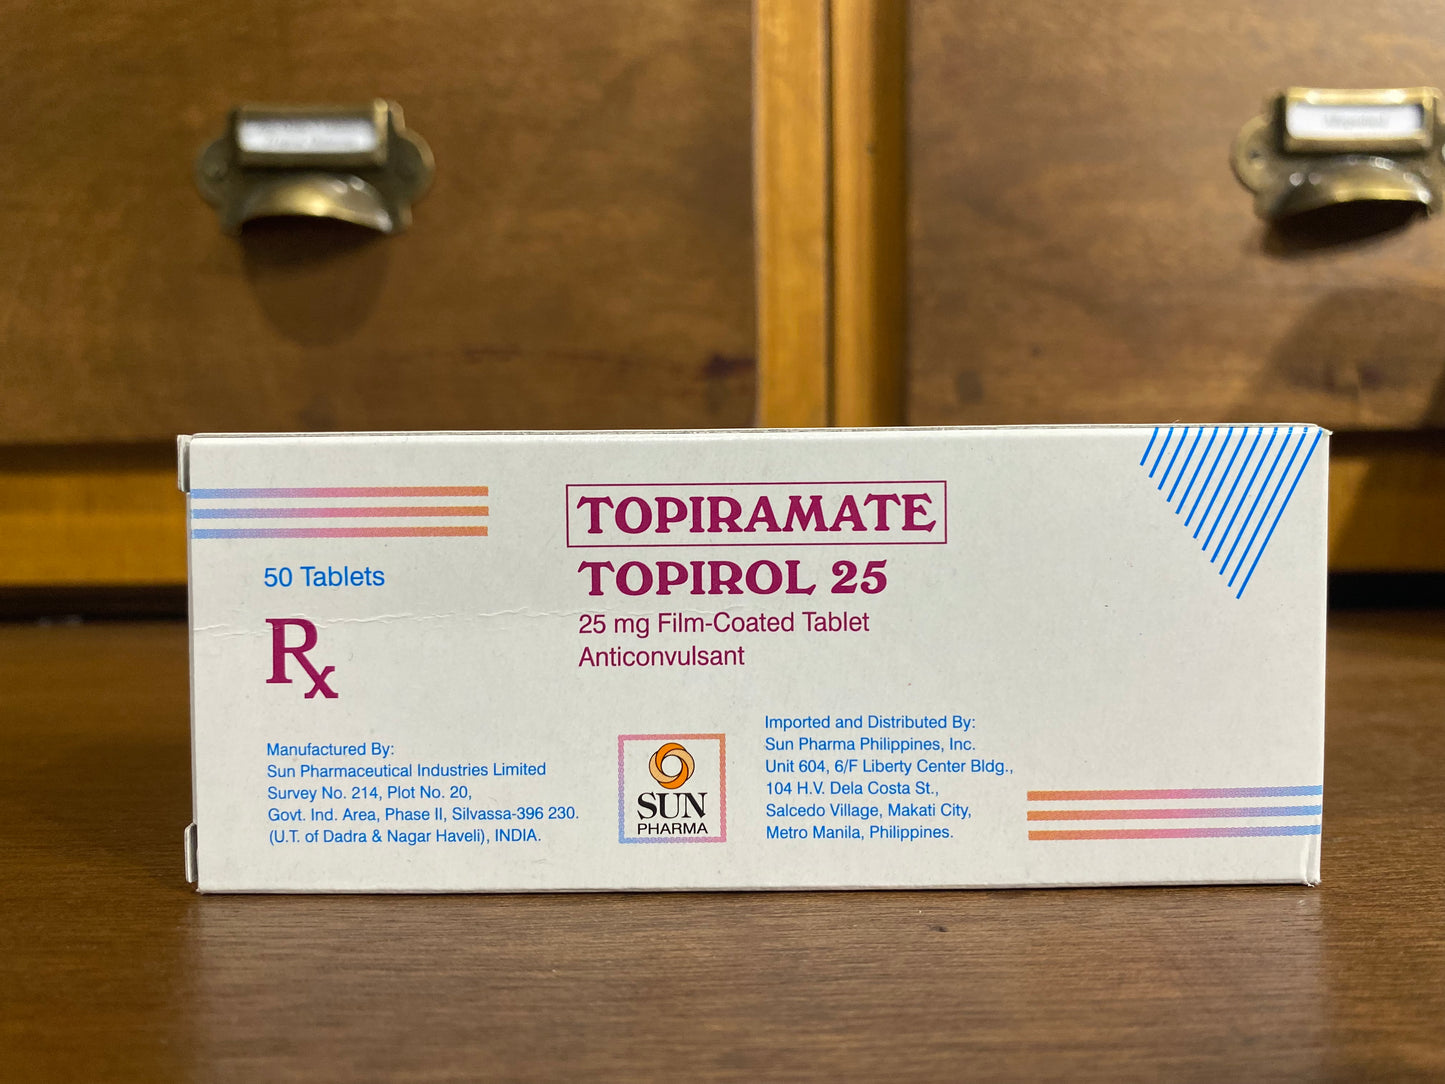 TOPIRAMATE
TOPIROL 25
25 mg Film-Coated Tablet
Anticonvulsant
50 Tablets
Rx
Manufactured By:
Sun Pharmaceutical Industries Limited
Survey No. 214, Plot No. 20,
Govt. Ind. Area, Phase II, Silvassa-396 230.
(U.T. of Dadra & Nagar Haveli), INDIA.
SUN
PHARMA
Imported and Distributed By:
Sun Pharma Philippines, Inc.
Unit 604, 6/F Liberty Center Bldg.,
104 H.V. Dela Costa St.,
Salcedo Village, Makati City,
Metro Manila, Philippines.